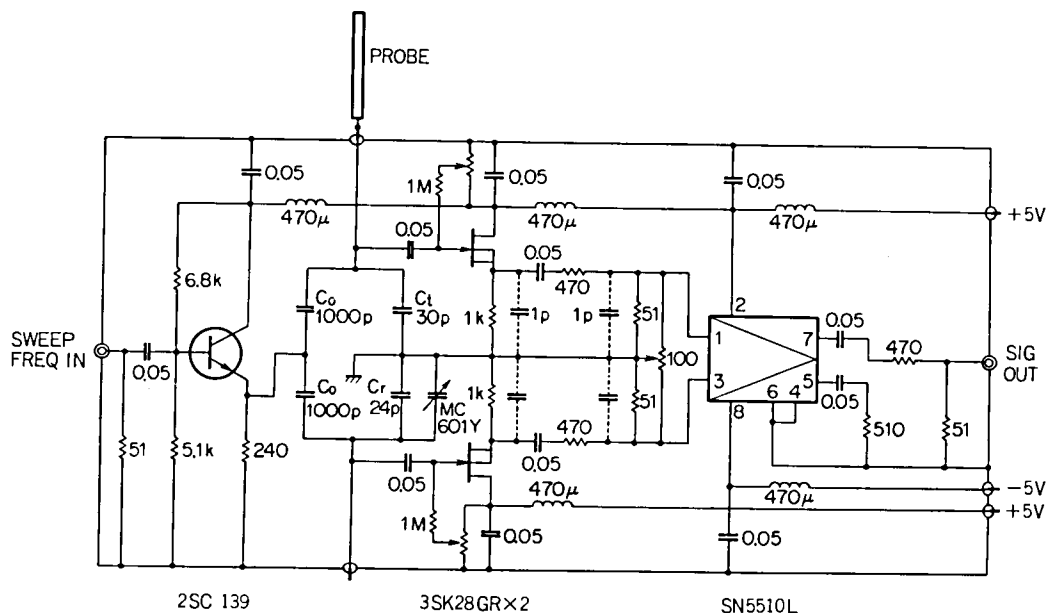 PROBE
0.05
1M
0.05
0.05
470μ
470μ
470μ
+5V
0.05
0.05
470
6.8k
C₀
1000p
Cₜ
30p
1k
1p
1p
51
2
1
7
0.05
470
SWEEP
FREQ IN
0.05
100
SIG
OUT
C₀
1000p
Cᵣ
24p
MC
601Y
1k
51
3
5
6
4
8
0.05
51
5.1k
240
470
0.05
510
51
0.05
470μ
470μ
-5V
+5V
1M
0.05
0.05
2SC 139
3SK28GR×2
SN5510L